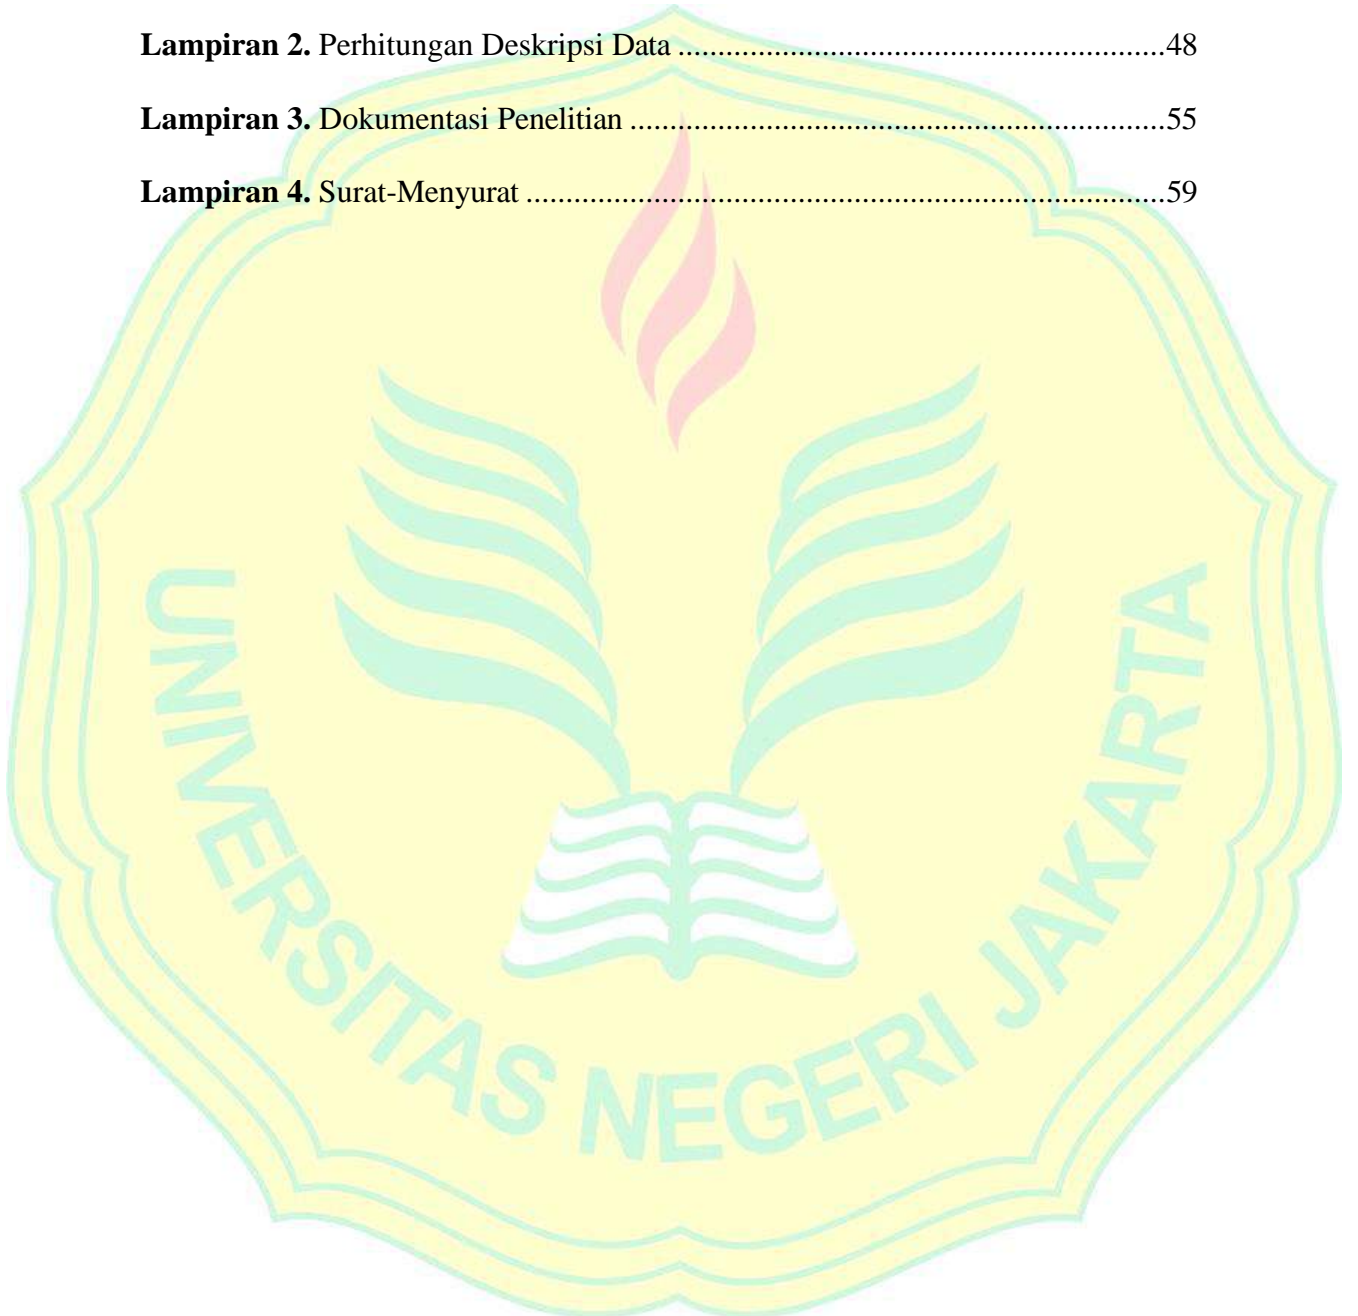 Lampiran 2. Perhitungan Deskripsi Data ..............................................................48
Lampiran 3. Dokumentasi Penelitian ....................................................................55
Lampiran 4. Surat-Menyurat .................................................................................59
UNIVERSITAS NEGERI JAKARTA